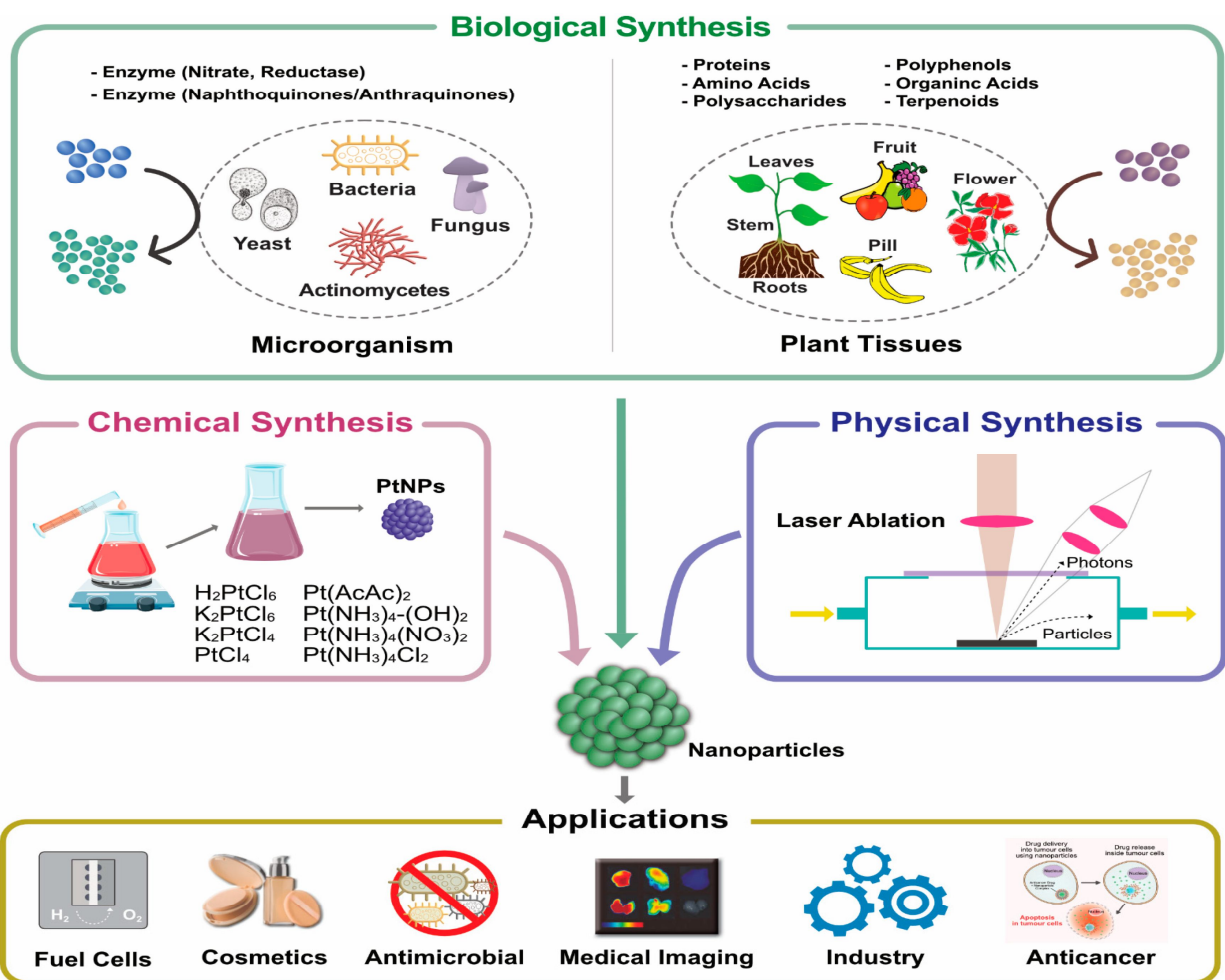 Biological Synthesis
- Enzyme (Nitrate, Reductase)
- Enzyme (Naphthoquinones/Anthraquinones)
- Proteins
- Amino Acids
- Polysaccharides
- Polyphenols
- Organinc Acids
- Terpenoids
Yeast
Bacteria
Fungus
Actinomycetes
Microorganism
Leaves
Stem
Roots
Fruit
Flower
Pill
Plant Tissues
Chemical Synthesis
PtNPs
H₂PtCl₆
K₂PtCl₆
K₂PtCl₄
PtCl₄
Pt(AcAc)₂
Pt(NH₃)₄-(OH)₂
Pt(NH₃)₄(NO₃)₂
Pt(NH₃)₄Cl₂
Physical Synthesis
Laser Ablation
Photons
Particles
Nanoparticles
Applications
H₂
O₂
Fuel Cells
Cosmetics
Antimicrobial
Medical Imaging
Industry
Drug delivery
into tumour cells
using nanoparticles
Drug release
inside tumour cells
Nucleus
Nucleus
Apoptosis
in tumour cells
Anticancer